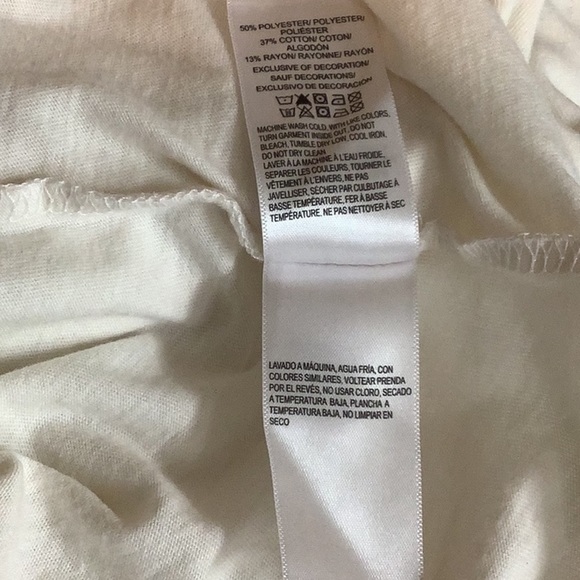 50% POLYESTER/ POLYESTER/
POLIÉSTER
37% COTTON/ COTON/
ALGODÓN
13% RAYON/ RAYONNE/ RAYÓN
EXCLUSIVE OF DECORATION/
SAUF DECORATIONS/
EXCLUSIVO DE DECORACIÓN
MACHINE WASH COLD, WITH LIKE COLORS,
TURN GARMENT INSIDE OUT, DO NOT
BLEACH, TUMBLE DRY LOW, COOL IRON,
DO NOT DRY CLEAN
LAVER À LA MACHINE À L'EAU FROIDE,
SEPARER LES COULEURS, TOURNER LE
VÊTEMENT À L'ENVERS, NE PAS
JAVELLISER, SÉCHER PAR CULBUTAGE À
BASSE TEMPÉRATURE, FER À BASSE
TEMPÉRATURE. NE PAS NETTOYER À SEC
LAVADO A MÁQUINA, AGUA FRÍA, CON
COLORES SIMILARES, VOLTEAR PRENDA
POR EL REVÉS, NO USAR CLORO, SECADO
A TEMPERATURA BAJA, PLANCHA A
TEMPERATURA BAJA, NO LIMPIAR EN
SECO